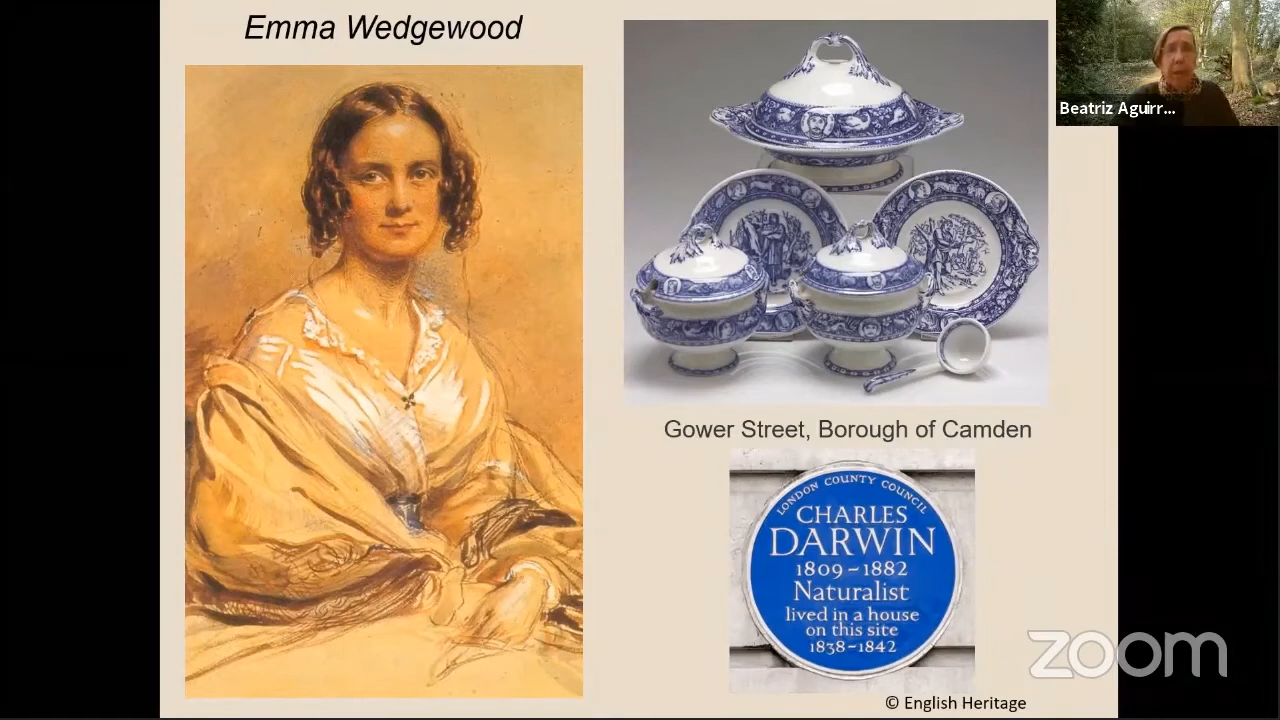 Emma Wedgewood
Beatriz Aguirr...
Gower Street, Borough of Camden
LONDON COUNTY COUNCIL
CHARLES
DARWIN
1809-1882
Naturalist
lived in a house
on this site
1838-1842
zoom
© English Heritage